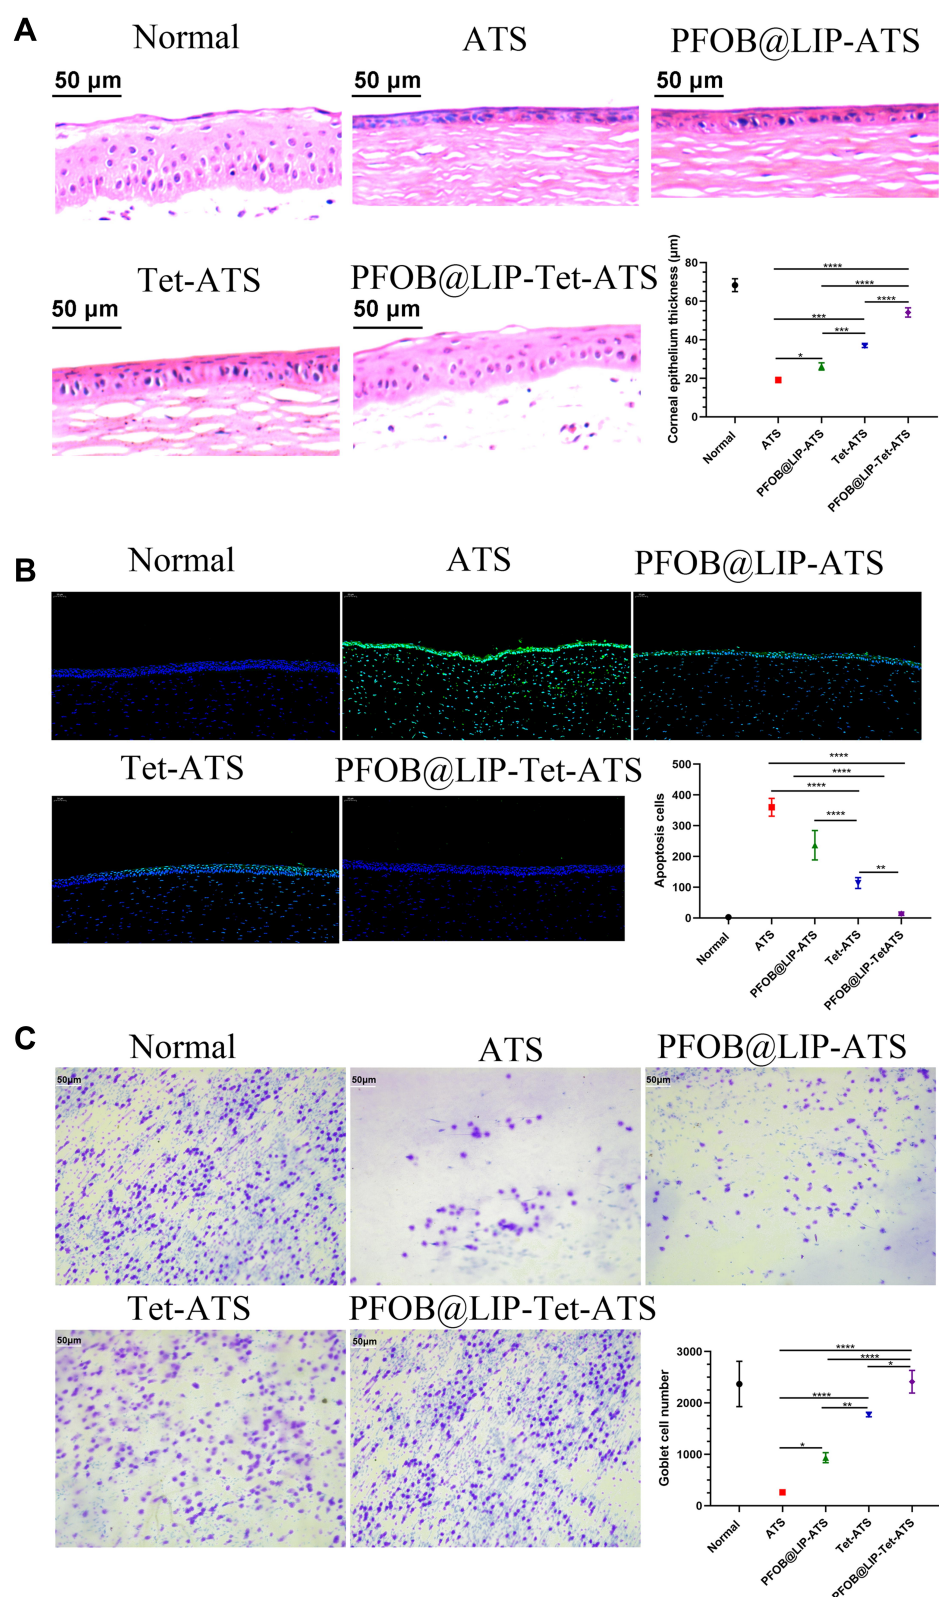 A
Normal
ATS
PFOB@LIP-ATS
50 μm
50 μm
50 μm
Tet-ATS
PFOB@LIP-Tet-ATS
50 μm
50 μm
Corneal epithelium thickness (μm)
80
60
40
20
0
****
****
****
***
***
*
Normal
ATS
PFOB@LIP-ATS
Tet-ATS
PFOB@LIP-Tet-ATS
B
Normal
ATS
PFOB@LIP-ATS
Tet-ATS
PFOB@LIP-Tet-ATS
Apoptosis cells
500
400
300
200
100
0
****
****
****
****
**
Normal
ATS
PFOB@LIP-ATS
Tet-ATS
PFOB@LIP-TetATS
C
Normal
ATS
PFOB@LIP-ATS
50μm
50μm
50μm
Tet-ATS
PFOB@LIP-Tet-ATS
50μm
50μm
Goblet cell number
3000
2000
1000
0
****
****
*
****
**
*
Normal
ATS
PFOB@LIP-ATS
Tet-ATS
PFOB@LIP-Tet-ATS